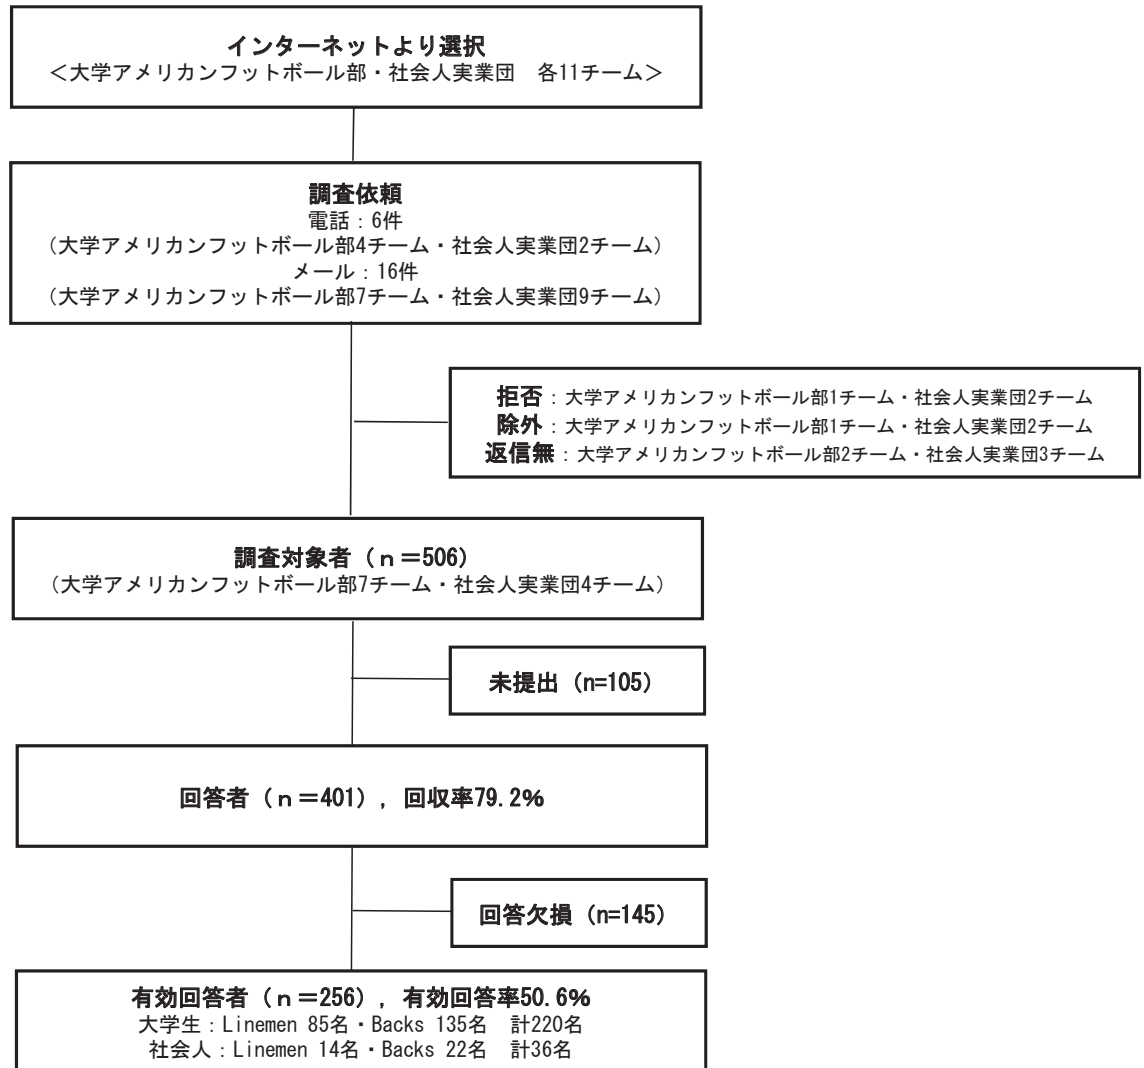 インターネットより選択
＜大学アメリカンフットボール部・社会人実業団　各11チーム＞
調査依頼
電話：6件
（大学アメリカンフットボール部4チーム・社会人実業団2チーム）
メール：16件
（大学アメリカンフットボール部7チーム・社会人実業団9チーム）
拒否：大学アメリカンフットボール部1チーム・社会人実業団2チーム
除外：大学アメリカンフットボール部1チーム・社会人実業団2チーム
返信無：大学アメリカンフットボール部2チーム・社会人実業団3チーム
調査対象者（ｎ＝506）
（大学アメリカンフットボール部7チーム・社会人実業団4チーム）
未提出（n=105）
回答者（ｎ＝401），回収率79.2%
回答欠損（n=145）
有効回答者（ｎ＝256），有効回答率50.6%
大学生：Linemen 85名・Backs 135名　計220名
社会人：Linemen 14名・Backs 22名　計36名